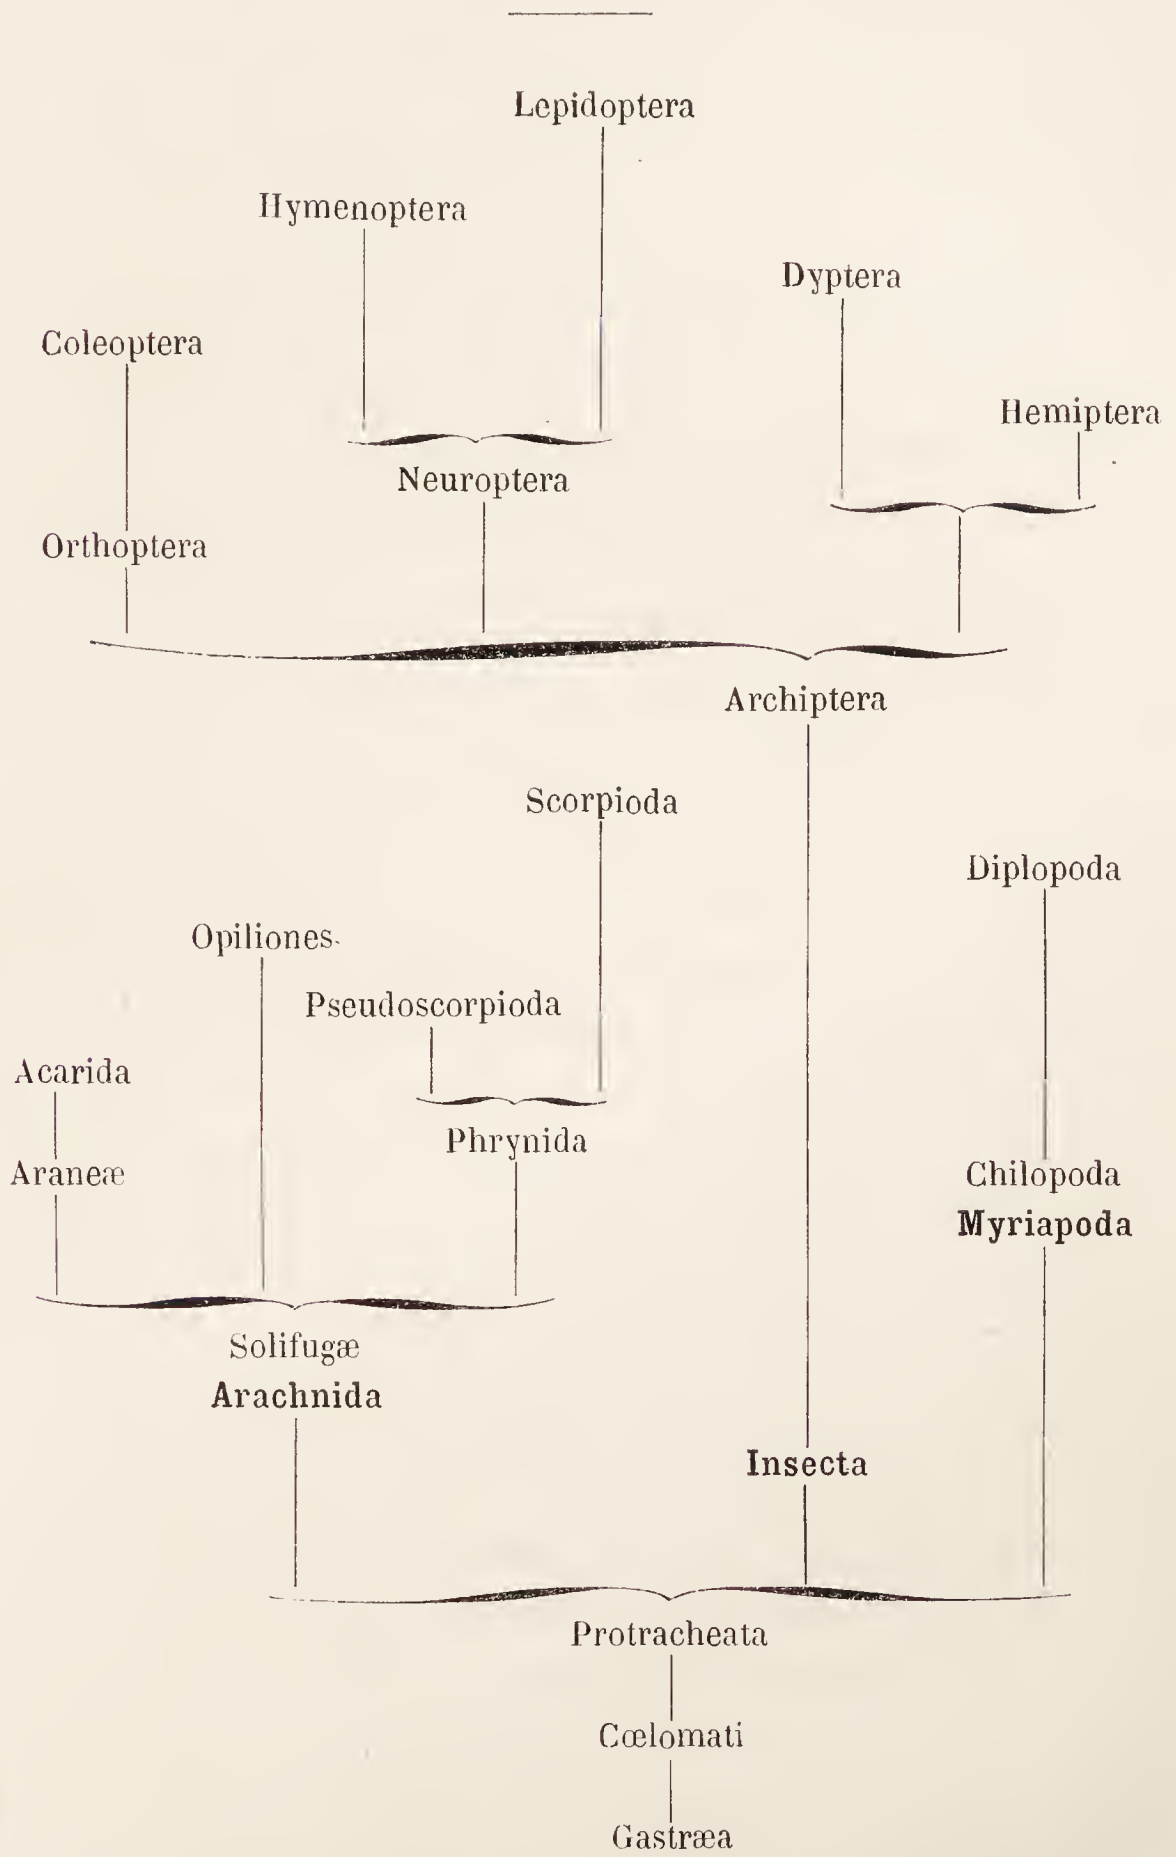 Lepidoptera
Hymenoptera
Dyptera
Coleoptera
Hemiptera
Neuroptera
Orthoptera
Archiptera
Scorpioda
Diplopoda
Opiliones
Pseudoscorpioda
Acarida
Phrynida
Araneæ
Chilopoda
Myriapoda
Solifugæ
Arachnida
Insecta
Protracheata
Cœlomati
Gastræa